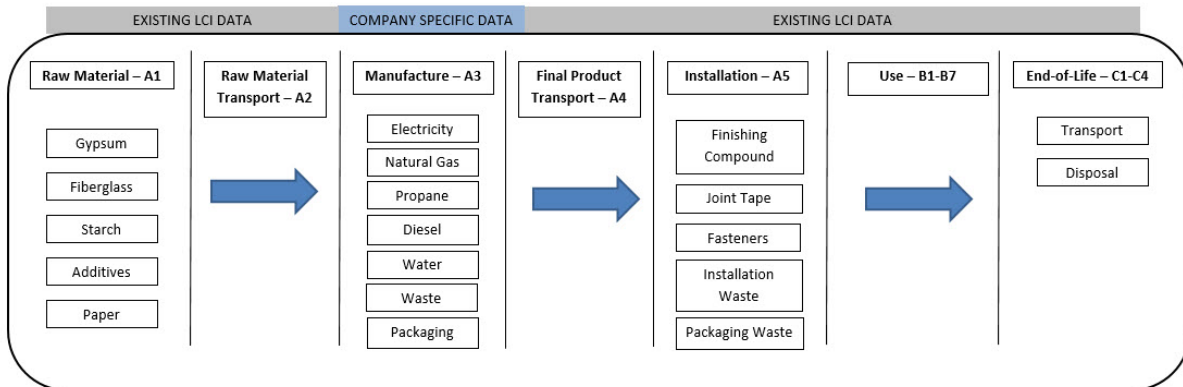 EXISTING LCI DATA
COMPANY SPECIFIC DATA
EXISTING LCI DATA
Raw Material – A1
Gypsum
Fiberglass
Starch
Additives
Paper
Raw Material
Transport – A2
Manufacture – A3
Electricity
Natural Gas
Propane
Diesel
Water
Waste
Packaging
Final Product
Transport – A4
Installation – A5
Finishing
Compound
Joint Tape
Fasteners
Installation
Waste
Packaging Waste
Use – B1-B7
End-of-Life – C1-C4
Transport
Disposal